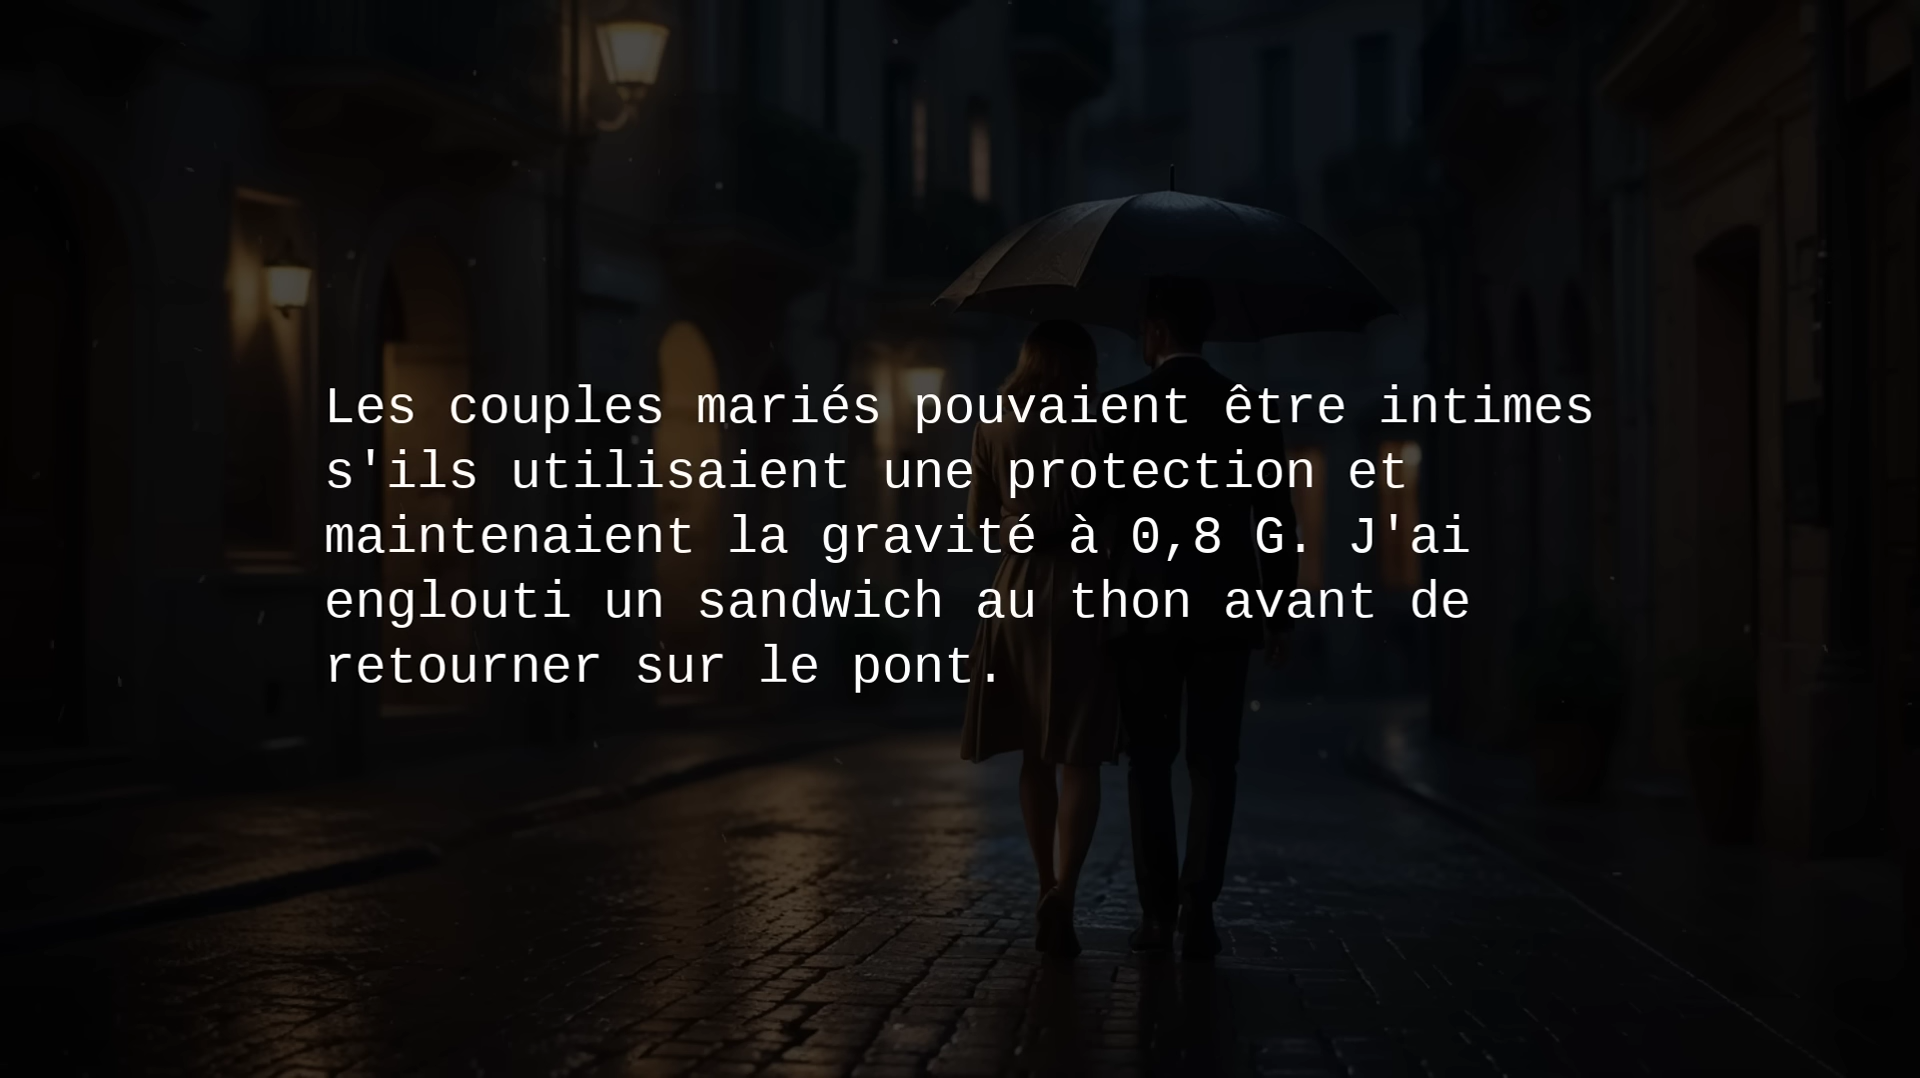 Les couples mariés pouvaient être intimes
s'ils utilisaient une protection et
maintenaient la gravité à 0,8 G. J'ai
englouti un sandwich au thon avant de
retourner sur le pont.